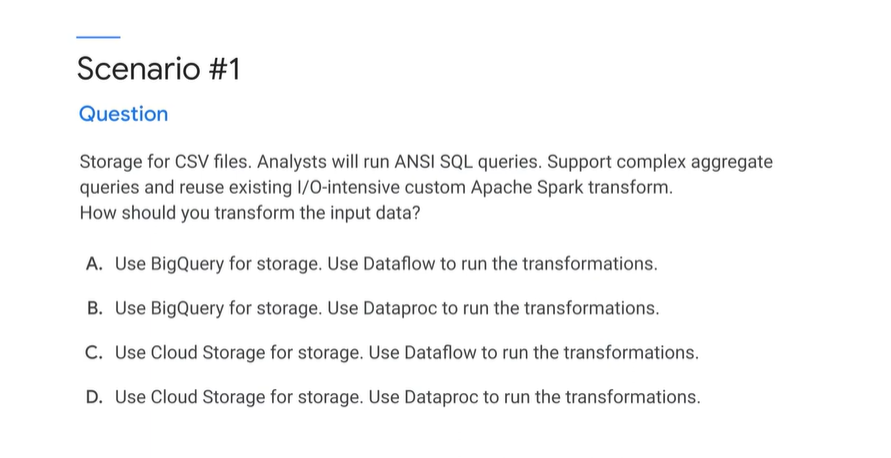 Scenario #1
Question
Storage for CSV files. Analysts will run ANSI SQL queries. Support complex aggregate
queries and reuse existing I/O-intensive custom Apache Spark transform.
How should you transform the input data?
A. Use BigQuery for storage. Use Dataflow to run the transformations.
B. Use BigQuery for storage. Use Dataproc to run the transformations.
C. Use Cloud Storage for storage. Use Dataflow to run the transformations.
D. Use Cloud Storage for storage. Use Dataproc to run the transformations.